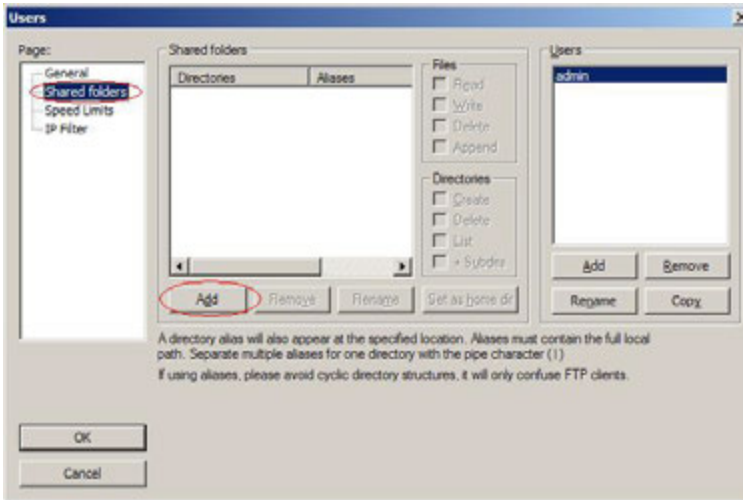 Users
Page:
General
Shared folders
Speed Limits
IP Filter
OK
Cancel
Shared folders
Directories Aliases
Files
Read
Write
Delete
Append
Directories
Create
Delete
List
+ Subdirs
Add Remove Rename Set as home dir
A directory alias will also appear at the specified location. Aliases must contain the full local
path. Separate multiple aliases for one directory with the pipe character (|)
If using aliases, please avoid cyclic directory structures, it will only confuse FTP clients.
Users
admin
Add Remove
Rename Copy